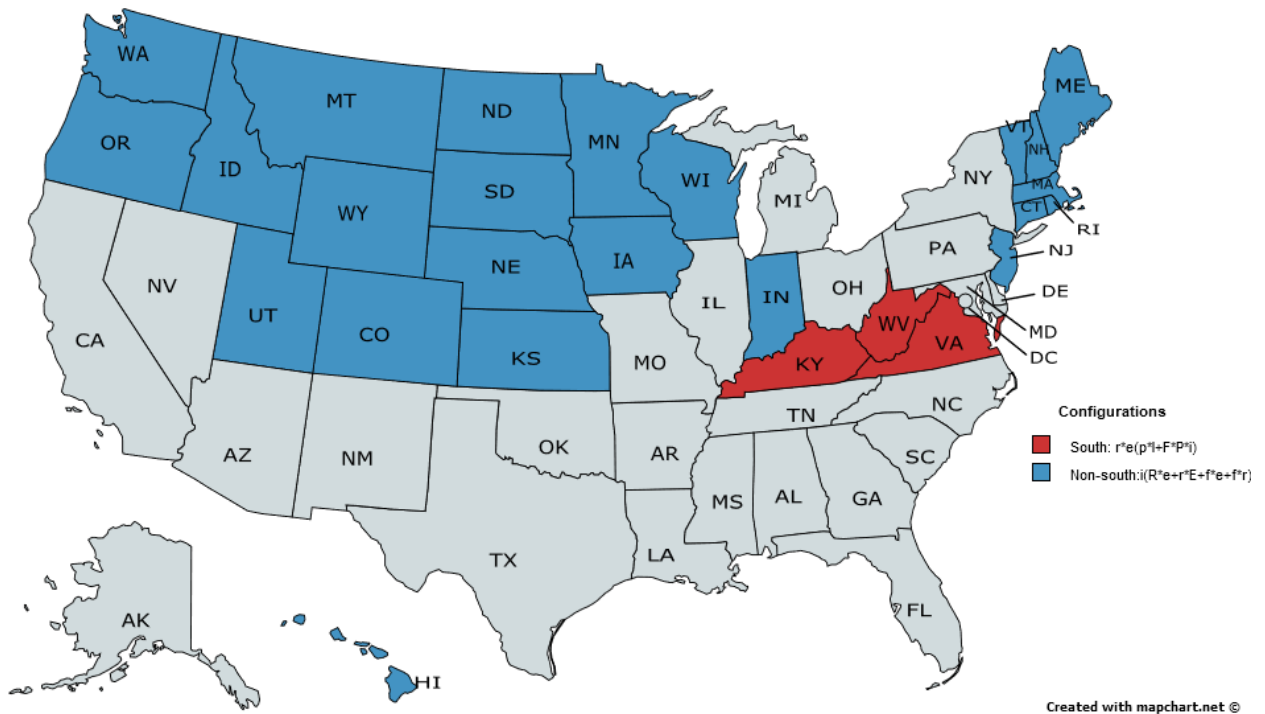 WA
ME
MT
ND
VT
MN
OR
NH
ID
WI
NY
SD
MA
WY
MI
CT
RI
PA
NJ
IA
NE
NV
OH
DE
IL
IN
UT
WV
MD
CO
CA
VA
DC
KS
MO
KY
NC
TN
Configurations
OK
AR
South: r*e(p*I+F*P*i)
AZ
NM
SC
Non-south:i(R*e+r*E+f*e+f*r)
MS
AL
GA
LA
TX
FL
AK
HI
Created with mapchart.net ©